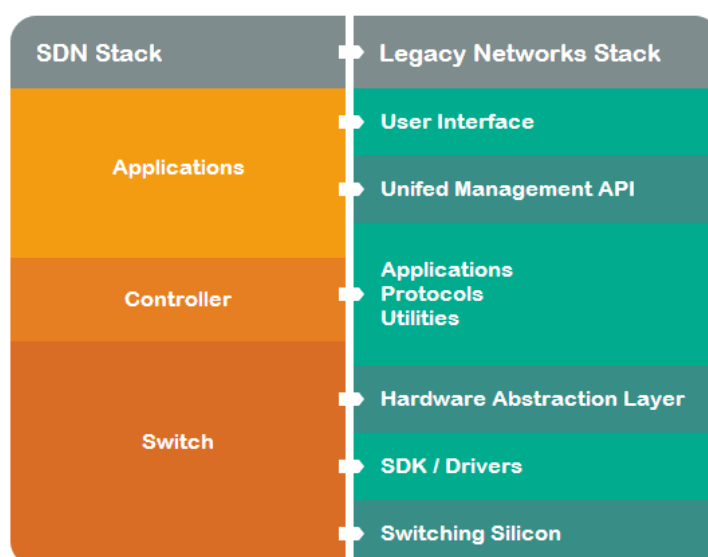 SDN Stack
Legacy Networks Stack
Applications
Controller
Switch
User Interface
Unifed Management API
Applications
Protocols
Utilities
Hardware Abstraction Layer
SDK / Drivers
Switching Silicon